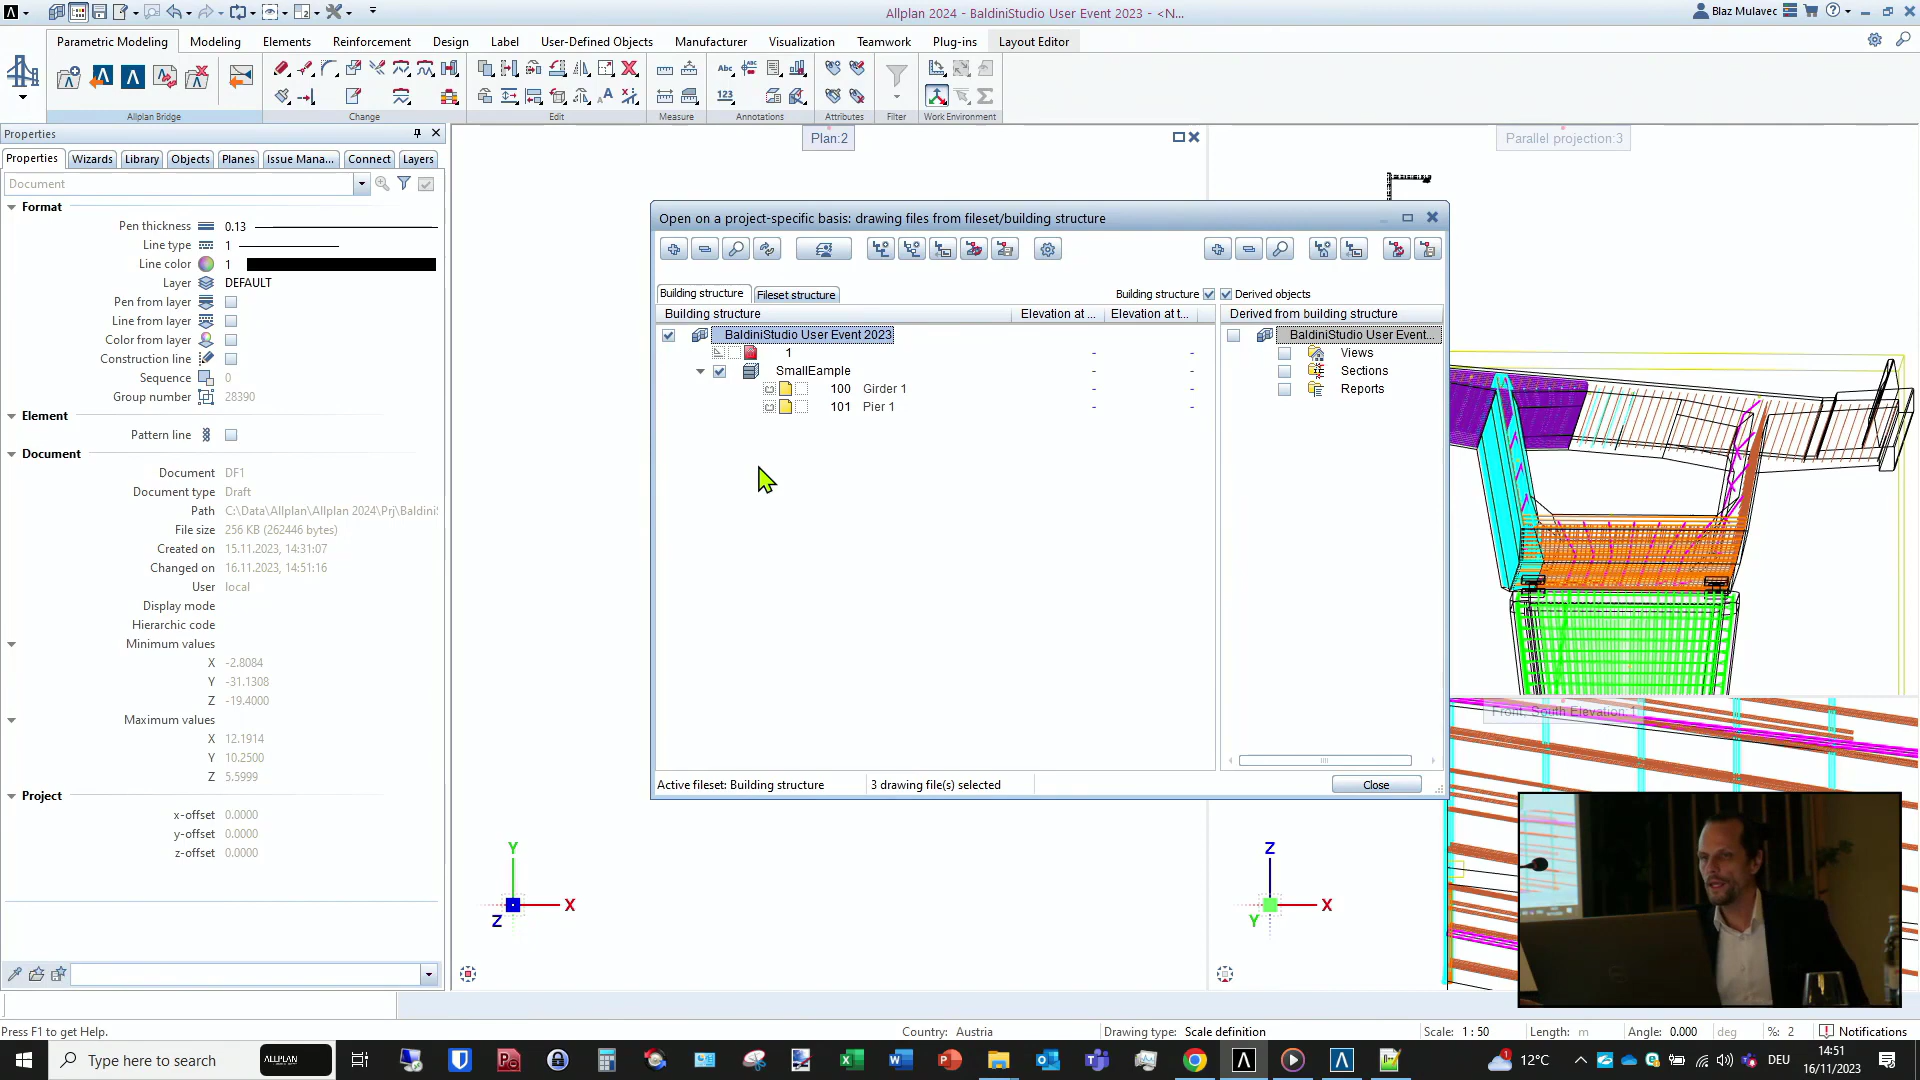 Allplan 2024 - BaldiniStudio User Event 2023 - <N...
Blaz Mulavec
Parametric Modeling
Modeling
Elements
Reinforcement
Design
Label
User-Defined Objects
Manufacturer
Visualization
Teamwork
Plug-ins
Layout Editor
Abc
123
Allplan Bridge
Change
Edit
Measure
Annotations
Attributes
Filter
Work Environment
Properties
Properties
Wizards
Library
Objects
Planes
Issue Mana...
Connect
Layers
Document
Format
Pen thickness 0.13
Line type 1
Line color 1
Layer DEFAULT
Pen from layer
Line from layer
Color from layer
Construction line
Sequence 0
Group number 28390
Element
Pattern line
Document
Document DF1
Document type Draft
Path C:\Data\Allplan\Allplan 2024\Prj\Baldini
File size 256 KB (262446 bytes)
Created on 15.11.2023, 14:31:07
Changed on 16.11.2023, 14:51:16
User local
Display mode
Hierarchic code
Minimum values
X -2.8084
Y -31.1308
Z -19.4000
Maximum values
X 12.1914
Y 10.2500
Z 5.5999
Project
x-offset 0.0000
y-offset 0.0000
z-offset 0.0000
Plan:2
Parallel projection:3
Open on a project-specific basis: drawing files from fileset/building structure
Building structure
Fileset structure
Building structure
Derived objects
Building structure
Elevation at ...
Elevation at t...
Derived from building structure
BaldiniStudio User Event 2023
BaldiniStudio User Event...
1 - -
Views
SmallEample - -
Sections
100 Girder 1 - -
Reports
101 Pier 1 - -
Active fileset: Building structure
3 drawing file(s) selected
Close
Front, South Elevation:1
Y
X
Z
Z
X
Y
Press F1 to get Help.
Country: Austria
Drawing type: Scale definition
Scale: 1 : 50
Length: m
Angle: 0.000 deg
%: 2
Notifications
Type here to search
ALLPLAN
12°C
DEU
14:51
16/11/2023